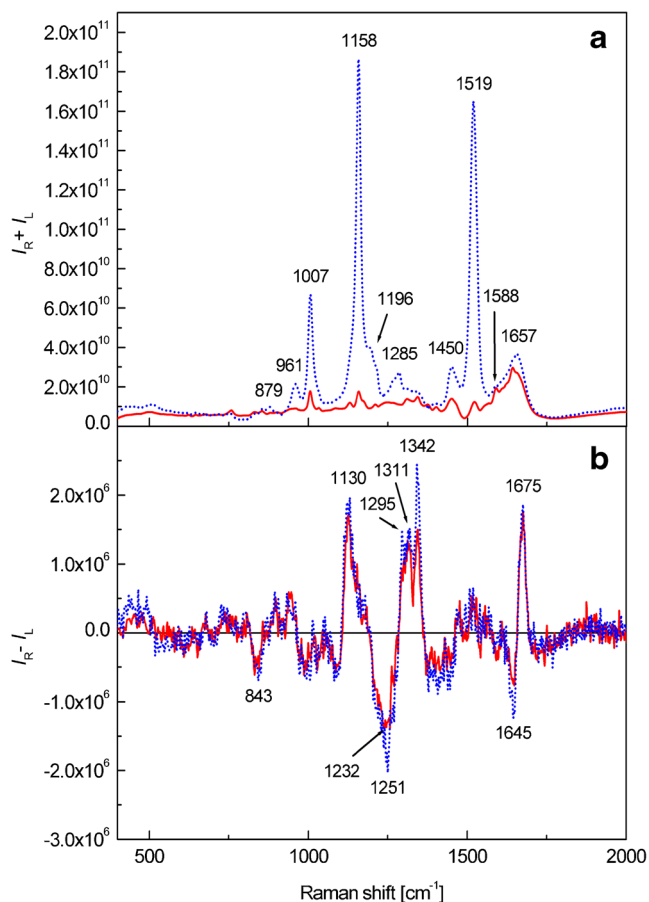 a
2.0x10¹¹
1.8x10¹¹
1.6x10¹¹
1.4x10¹¹
1.2x10¹¹
1.0x10¹¹
8.0x10¹⁰
6.0x10¹⁰
4.0x10¹⁰
2.0x10¹⁰
0.0
I_R + I_L
879
961
1007
1158
1196
1285
1450
1519
1588
1657
b
2.0x10⁶
1.0x10⁶
0.0
-1.0x10⁶
-2.0x10⁶
-3.0x10⁶
I_R - I_L
843
1130
1232
1251
1295
1311
1342
1645
1675
500 1000 1500 2000
Raman shift [cm⁻¹]